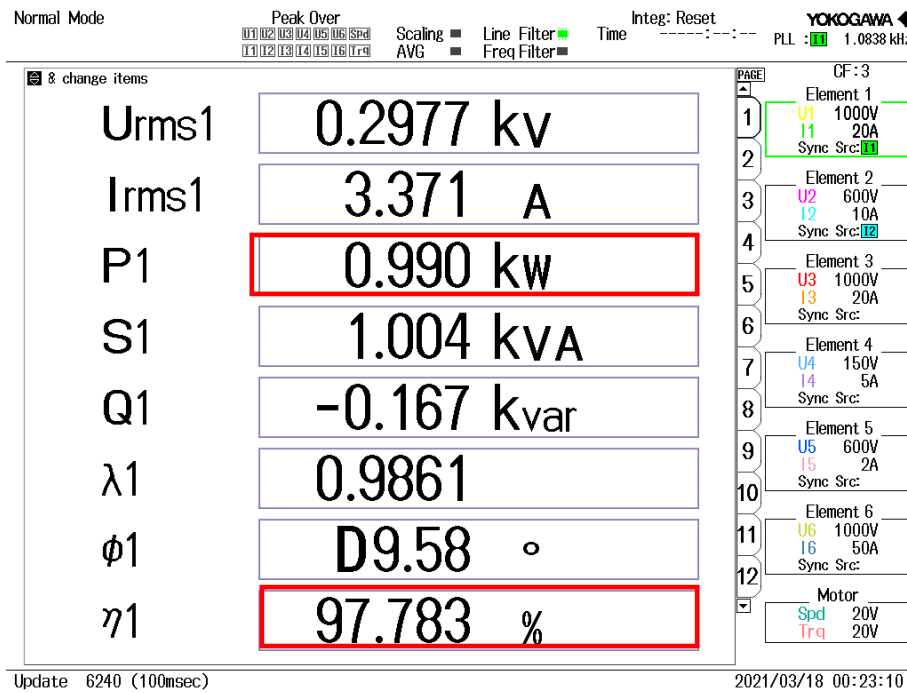 Normal Mode
Peak Over
U1 U2 U3 U4 U5 U6 Spd
I1 I2 I3 I4 I5 I6 Trq
Scaling
AVG
Line Filter
Freq Filter
Integ: Reset
Time -----:--:--
YOKOGAWA
PLL : I1 1.0838 kHz
8 change items
Urms1 0.2977 kV
Irms1 3.371 A
P1 0.990 kW
S1 1.004 kVA
Q1 -0.167 kvar
λ1 0.9861
φ1 D9.58 °
η1 97.783 %
PAGE
1
2
3
4
5
6
7
8
9
10
11
12
CF:3
Element 1
U1 1000V
I1 20A
Sync Src: I1
Element 2
U2 600V
I2 10A
Sync Src: I2
Element 3
U3 1000V
I3 20A
Sync Src:
Element 4
U4 150V
I4 5A
Sync Src:
Element 5
U5 600V
I5 2A
Sync Src:
Element 6
U6 1000V
I6 50A
Sync Src:
Motor
Spd 20V
Trq 20V
Update 6240 (100msec)
2021/03/18 00:23:10